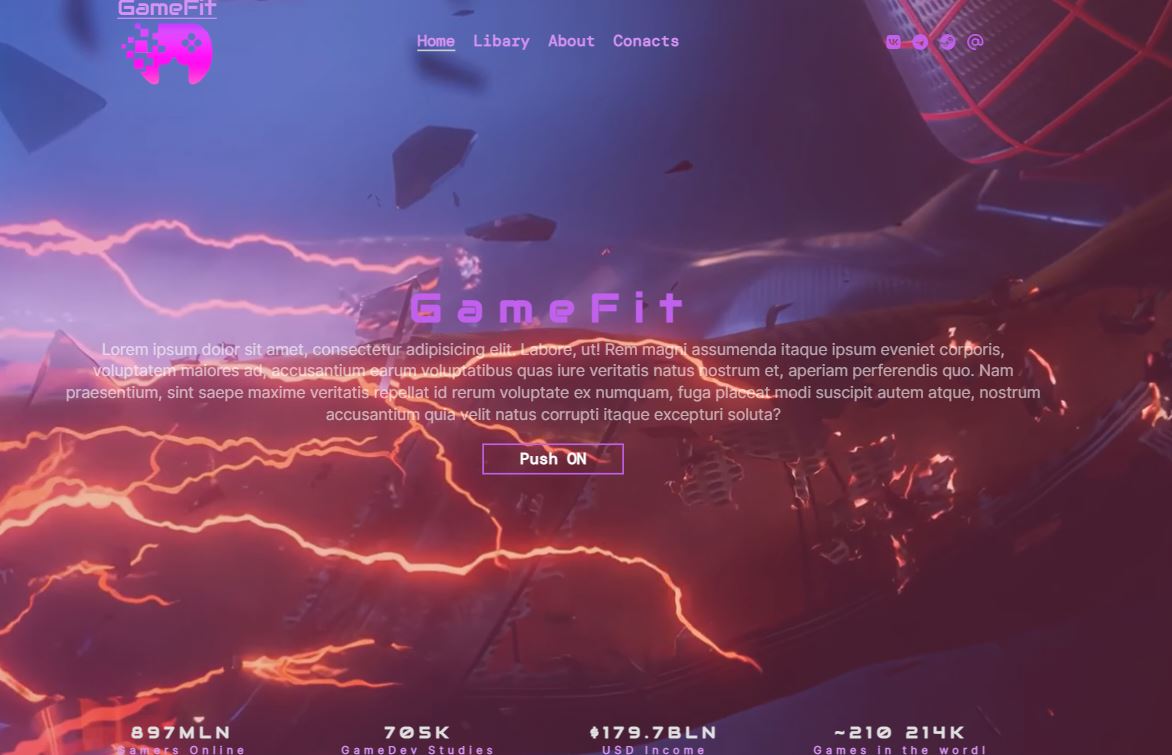 GameFit
Home Libary About Conacts
GameFit
Lorem ipsum dolor sit amet, consectetur adipisicing elit. Labore, ut! Rem magni assumenda itaque ipsum eveniet corporis,
voluptatem maiores ad, accusantium earum voluptatibus quas iure veritatis natus nostrum et, aperiam perferendis quo. Nam
praesentium, sint saepe maxime veritatis repellat id rerum voluptate ex numquam, fuga placeat modi suscipit autem atque, nostrum
accusantium quia velit natus corrupti itaque excepturi soluta?
Push ON
897MLN 705K $179.7BLN ~210 214K
Gamers Online GameDev Studies USD Income Games in the wordl